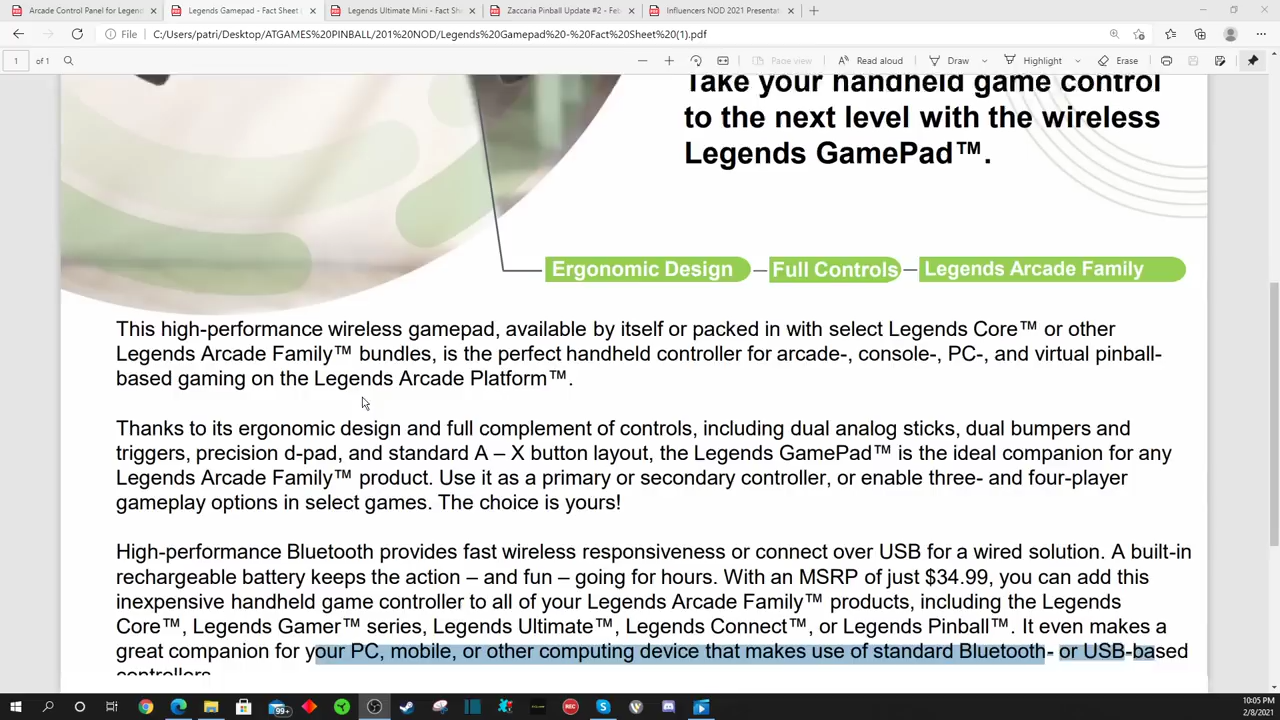 Arcade Control Panel for Legend
Legends Gamepad - Fact Sheet
Legends Ultimate Mini - Fact Sh
Zaccaria Pinball Update #2 - Feb
Influencers NOD 2021 Presentat
File
C:/Users/patri/Desktop/ATGAMES%20PINBALL/201%20NOD/Legends%20Gamepad%20-%20Fact%20Sheet%20(1).pdf
1 of 1
Page view
Read aloud
Draw
Highlight
Erase
Take your handheld game control
to the next level with the wireless
Legends GamePad™.
Ergonomic Design
Full Controls
Legends Arcade Family
This high-performance wireless gamepad, available by itself or packed in with select Legends Core™ or other
Legends Arcade Family™ bundles, is the perfect handheld controller for arcade-, console-, PC-, and virtual pinball-
based gaming on the Legends Arcade Platform™.
Thanks to its ergonomic design and full complement of controls, including dual analog sticks, dual bumpers and
triggers, precision d-pad, and standard A – X button layout, the Legends GamePad™ is the ideal companion for any
Legends Arcade Family™ product. Use it as a primary or secondary controller, or enable three- and four-player
gameplay options in select games. The choice is yours!
High-performance Bluetooth provides fast wireless responsiveness or connect over USB for a wired solution. A built-in
rechargeable battery keeps the action – and fun – going for hours. With an MSRP of just $34.99, you can add this
inexpensive handheld game controller to all of your Legends Arcade Family™ products, including the Legends
Core™, Legends Gamer™ series, Legends Ultimate™, Legends Connect™, or Legends Pinball™. It even makes a
great companion for your PC, mobile, or other computing device that makes use of standard Bluetooth- or USB-based
controllers.
99+
REC
10:05 PM
2/8/2021